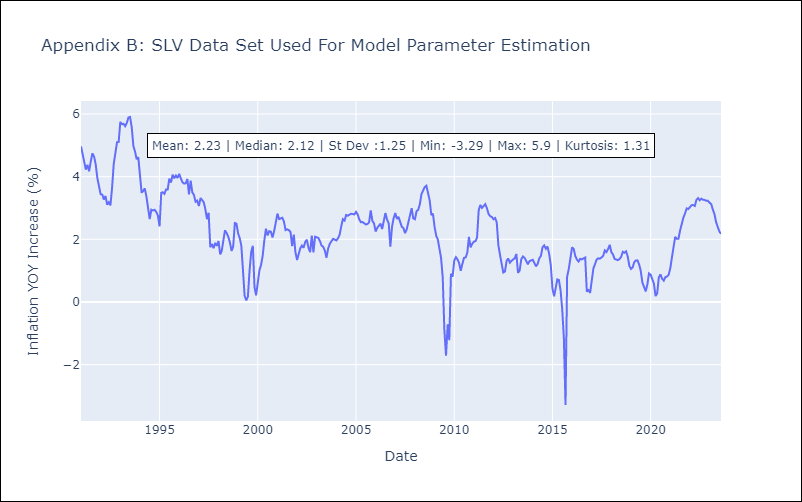 Appendix B: SLV Data Set Used For Model Parameter Estimation
Mean: 2.23 | Median: 2.12 | St Dev :1.25 | Min: -3.29 | Max: 5.9 | Kurtosis: 1.31
Inflation YOY Increase (%)
6
4
2
0
−2
1995
2000
2005
2010
2015
2020
Date